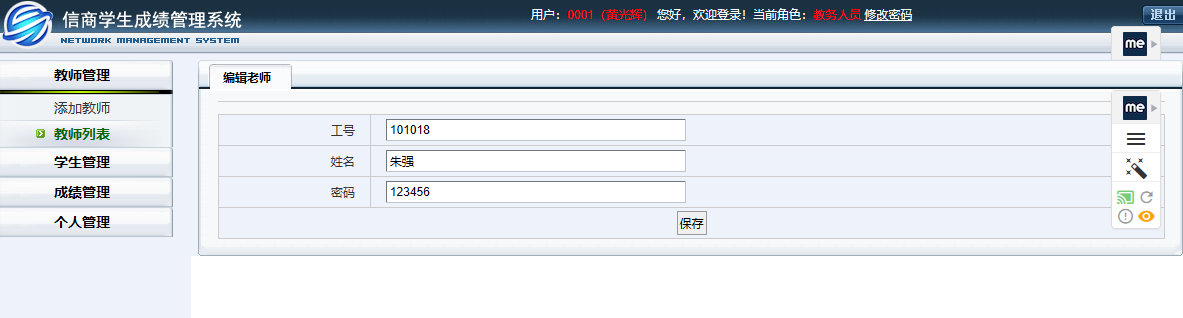 信商学生成绩管理系统
NETWORK MANAGEMENT SYSTEM
用户：0001（黄光辉） 您好，欢迎登录！当前角色：教务人员 修改密码
退出
me
教师管理
添加教师
教师列表
学生管理
成绩管理
个人管理
编辑老师
me
工号 101018
姓名 朱强
密码 123456
保存